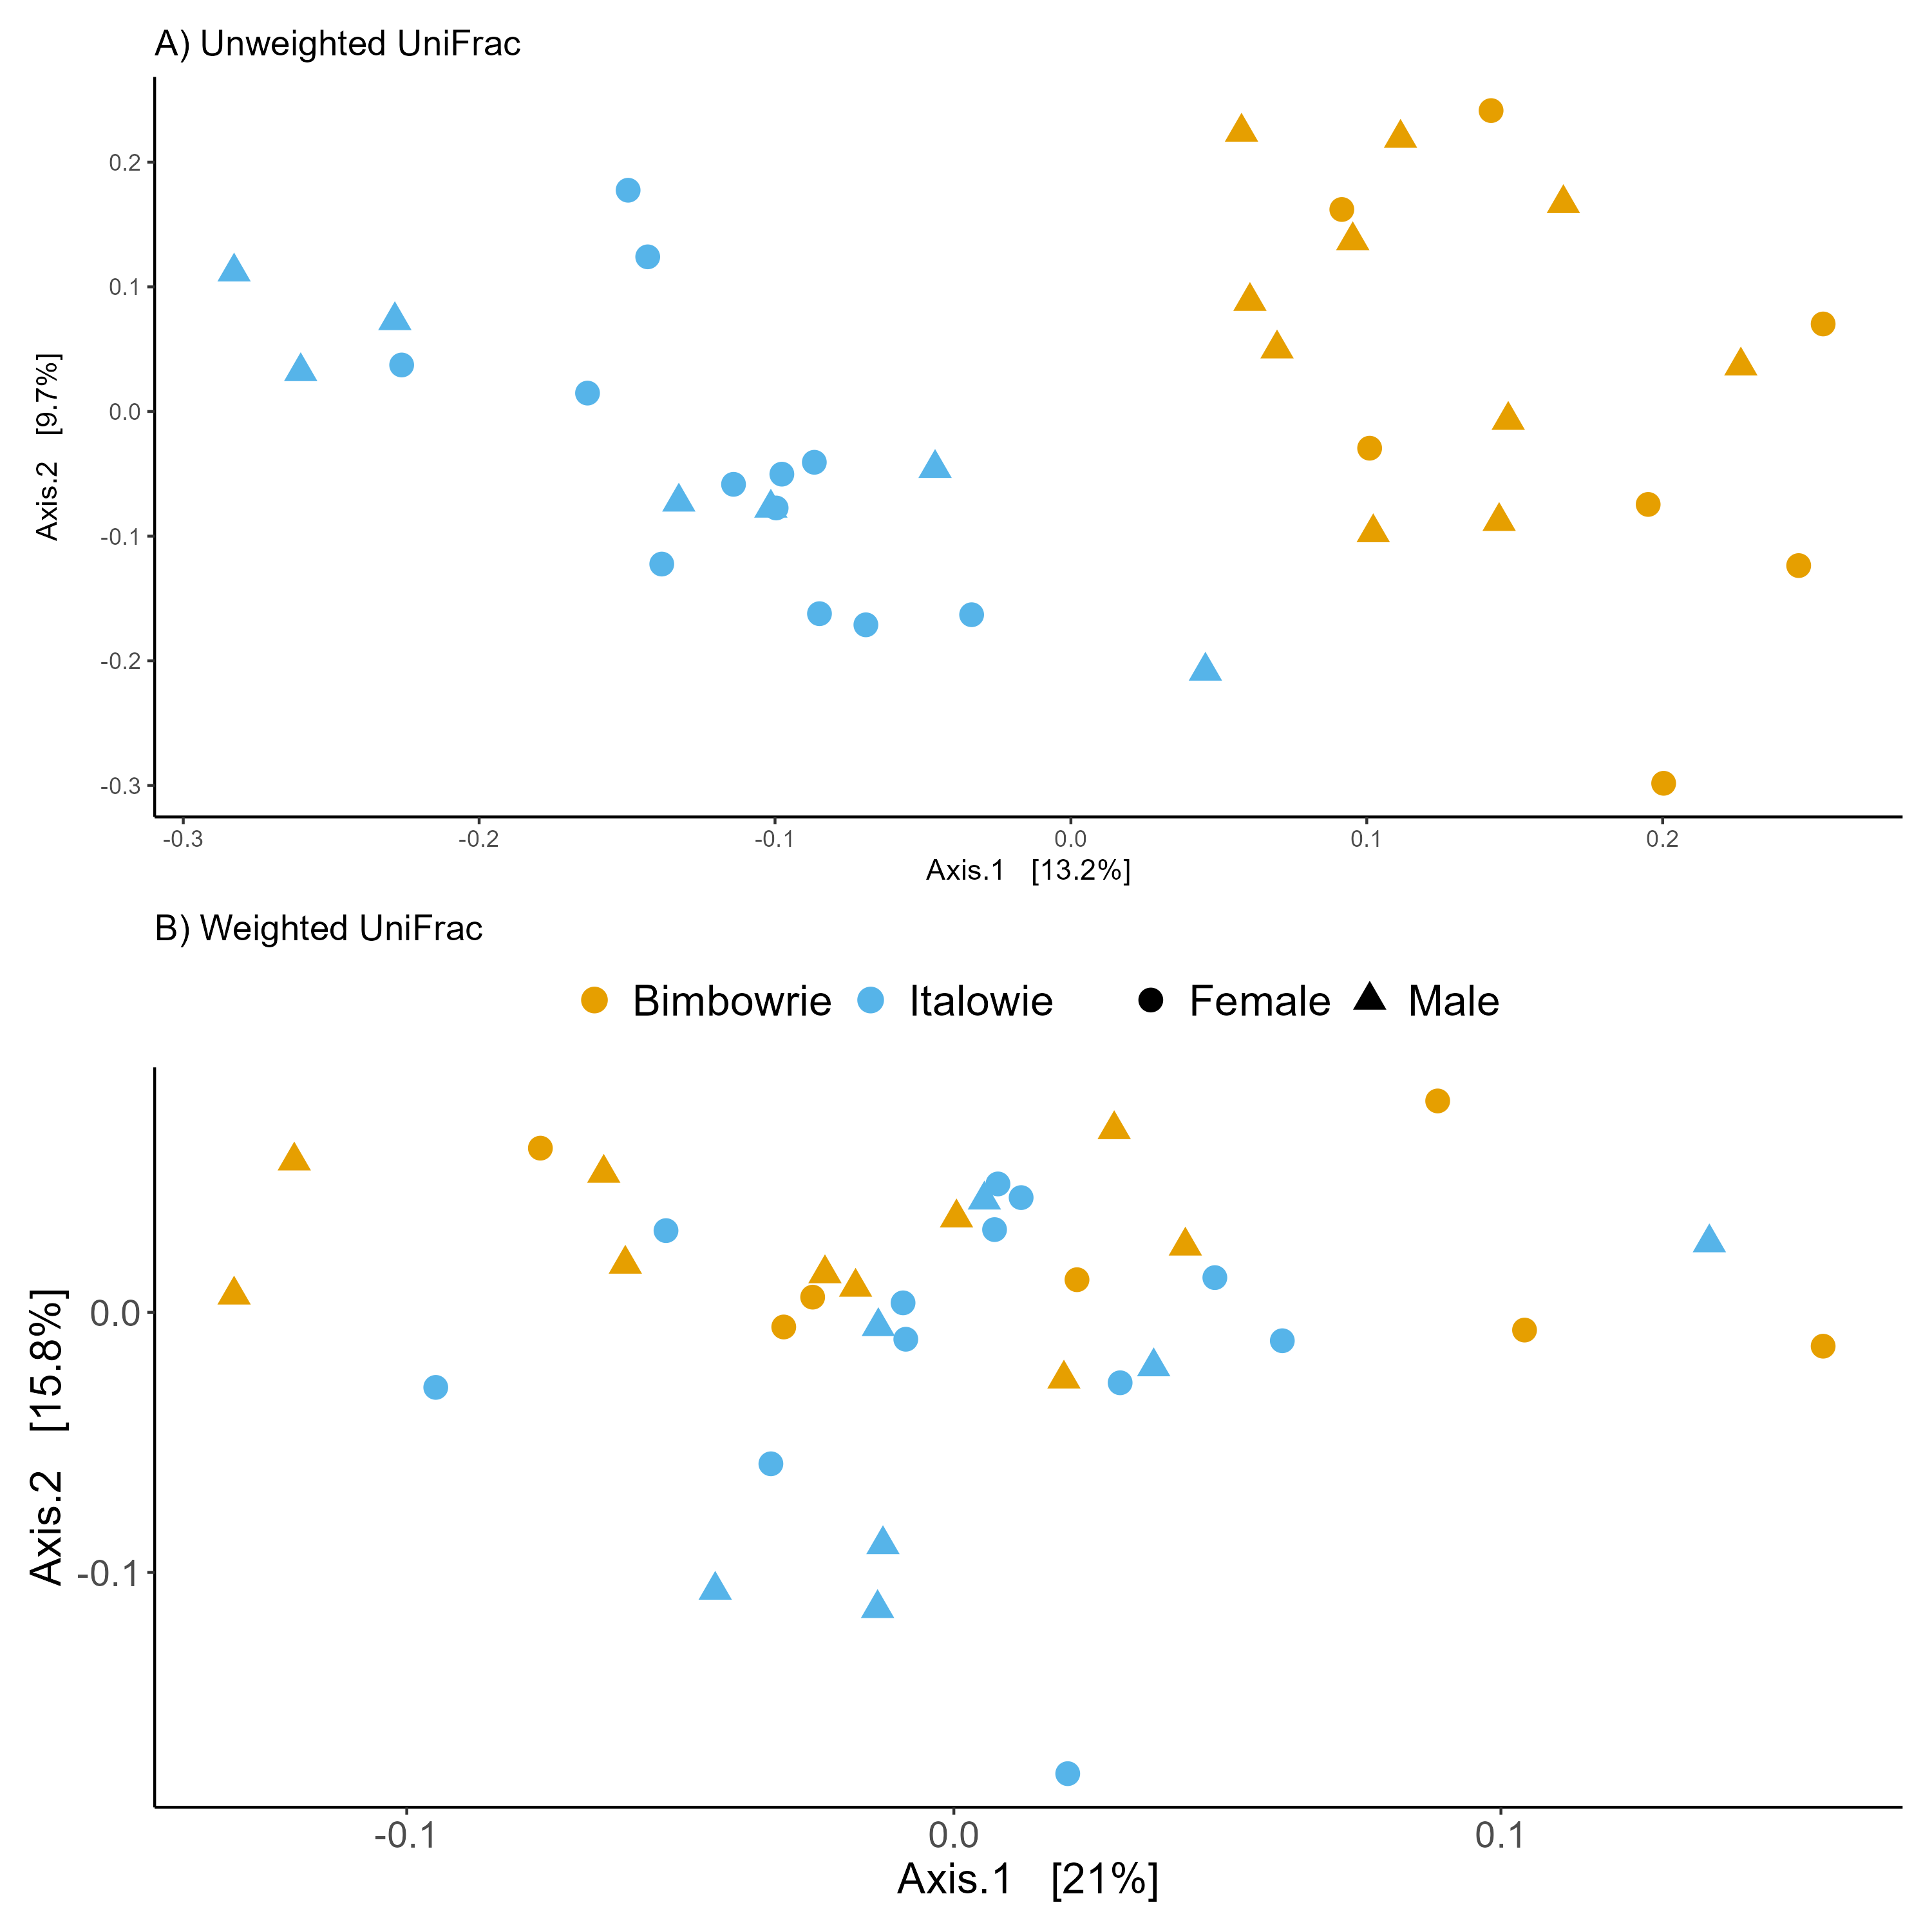 A) Unweighted UniFrac
0.2
0.1
0.0
-0.1
-0.2
-0.3
Axis.2 [9.7%]
-0.3 -0.2 -0.1 0.0 0.1 0.2
Axis.1 [13.2%]
B) Weighted UniFrac
Bimbowrie Italowie Female Male
0.0
-0.1
Axis.2 [15.8%]
-0.1 0.0 0.1
Axis.1 [21%]